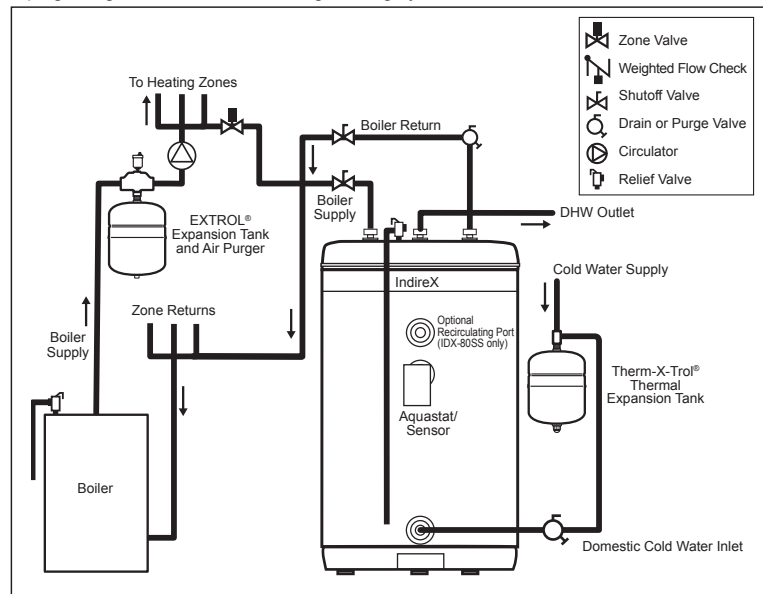 To Heating Zones
Zone Valve
Weighted Flow Check
Shutoff Valve
Drain or Purge Valve
Circulator
Relief Valve
Boiler Return
Boiler
Supply
DHW Outlet
EXTROL®
Expansion Tank
and Air Purger
Cold Water Supply
IndireX
Zone Returns
Optional
Recirculating Port
(IDX-80SS only)
Boiler
Supply
Therm-X-Trol®
Thermal
Expansion Tank
Aquastat/
Sensor
Boiler
Domestic Cold Water Inlet